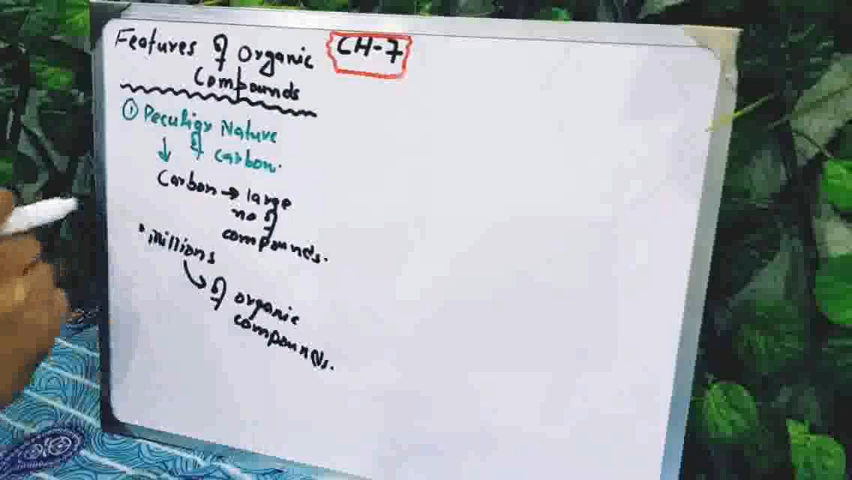 Features of Organic CH-7
Compounds
① Peculiar Nature
↓ of carbon.
Carbon → large
no of
compounds.
• Millions
↳ of organic
compounds.